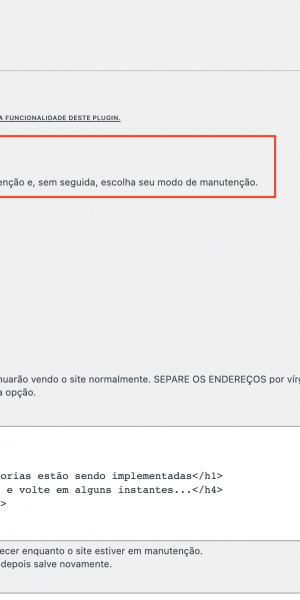 A FUNCIONALIDADE DESTE PLUGIN.
enção e, sem seguida, escolha seu modo de manutenção.
nuarão vendo o site normalmente. SEPARE OS ENDEREÇOS por vírg
a opção.
orias estão sendo implementadas</h1>
e volte em alguns instantes...</h4>
>
ecer enquanto o site estiver em manutenção.
depois salve novamente.